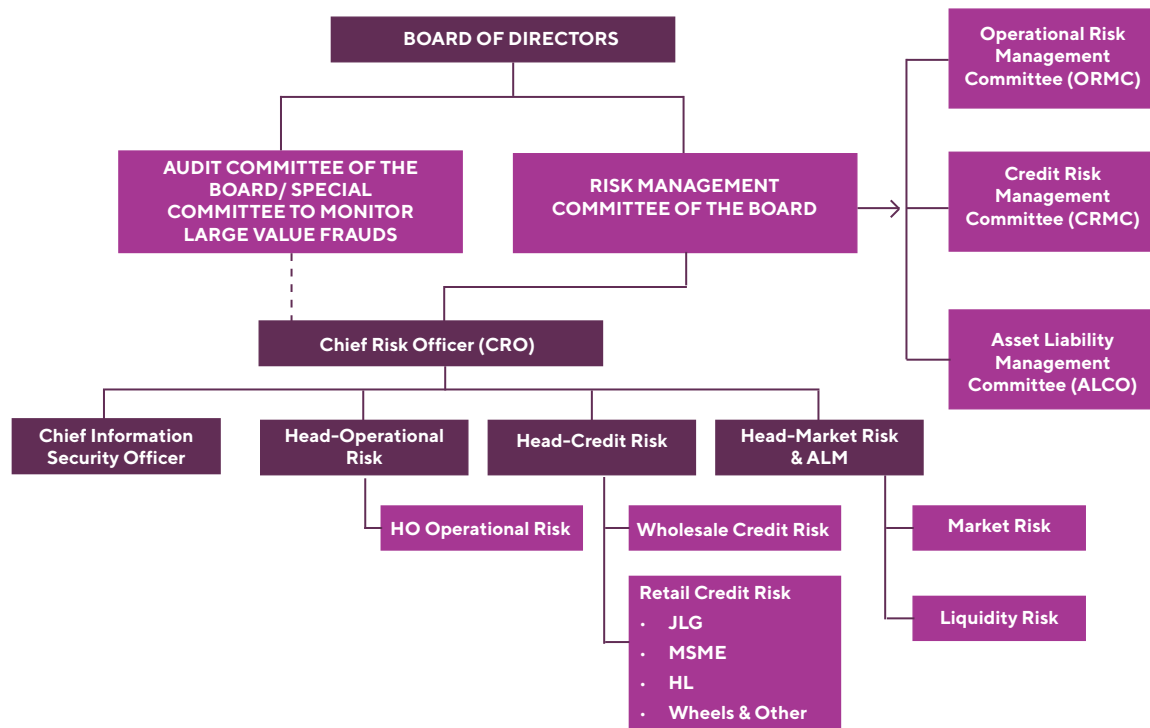 BOARD OF DIRECTORS
Operational Risk
Management
Committee (ORMC)
AUDIT COMMITTEE OF THE
BOARD/ SPECIAL
COMMITTEE TO MONITOR
LARGE VALUE FRAUDS
RISK MANAGEMENT
COMMITTEE OF THE BOARD
Credit Risk
Management
Committee (CRMC)
Chief Risk Officer (CRO)
Asset Liability
Management
Committee (ALCO)
Chief Information
Security Officer
Head-Operational
Risk
Head-Credit Risk
Head-Market Risk
& ALM
HO Operational Risk
Wholesale Credit Risk
Market Risk
Retail Credit Risk
· JLG
· MSME
· HL
· Wheels & Other
Liquidity Risk